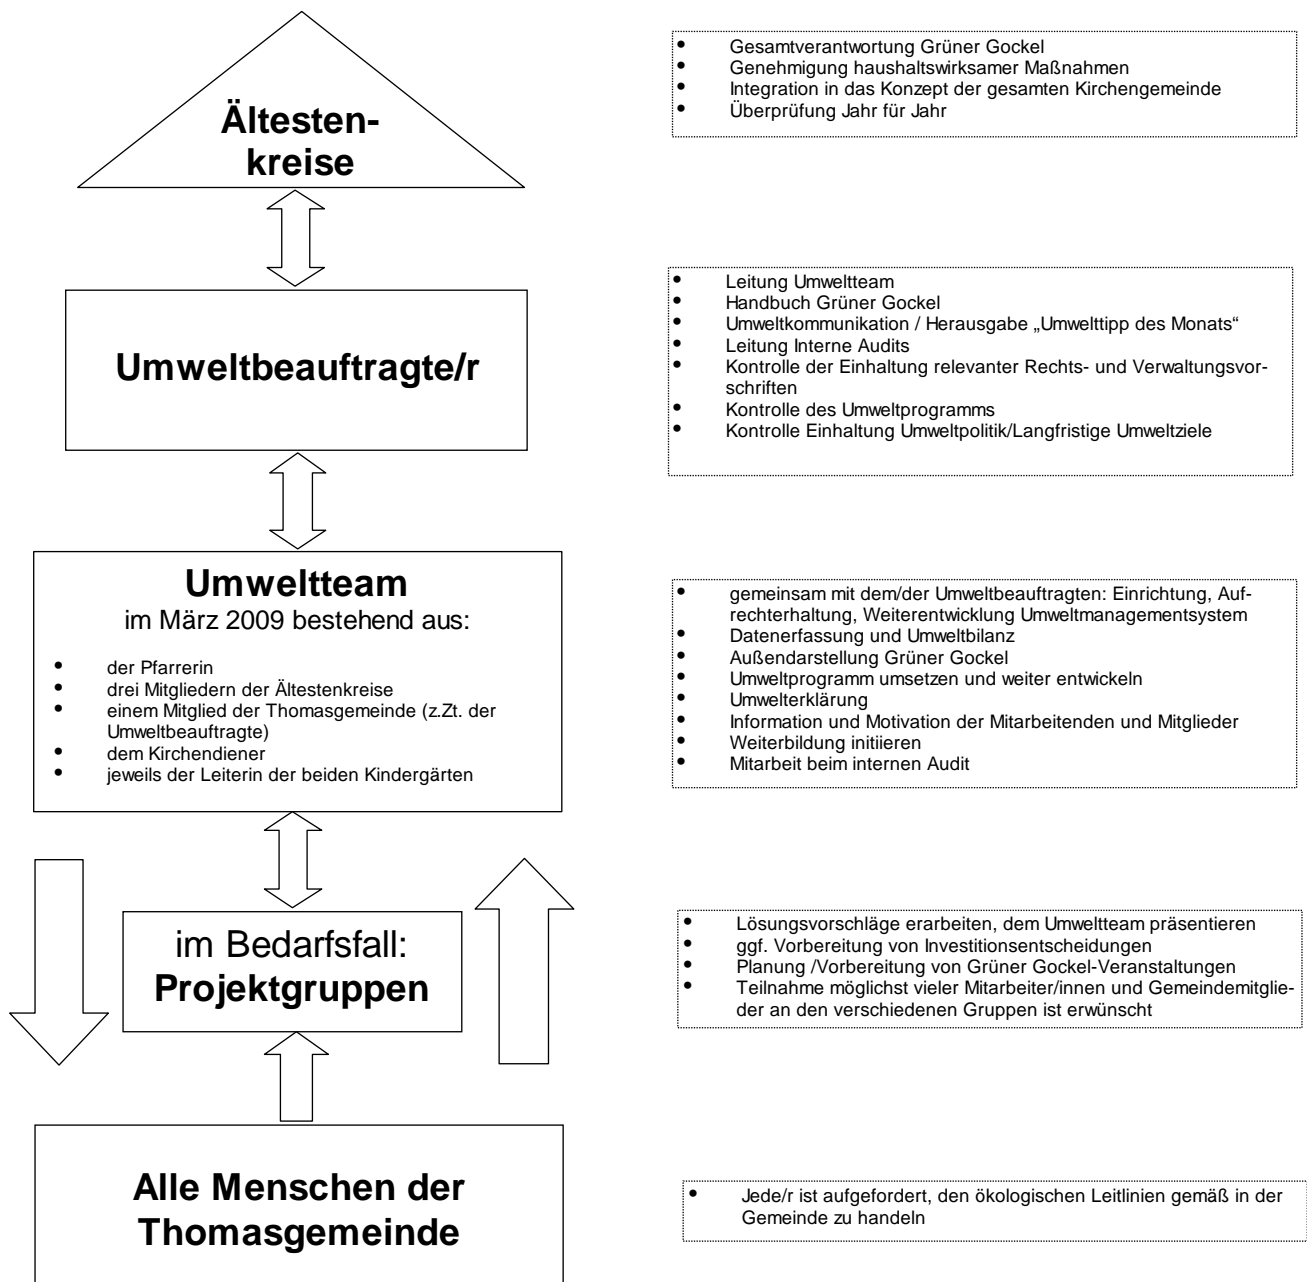 Ältesten-
kreise
• Gesamtverantwortung Grüner Gockel
• Genehmigung haushaltswirksamer Maßnahmen
• Integration in das Konzept der gesamten Kirchengemeinde
• Überprüfung Jahr für Jahr
Umweltbeauftragte/r
• Leitung Umweltteam
• Handbuch Grüner Gockel
• Umweltkommunikation / Herausgabe „Umwelttipp des Monats“
• Leitung Interne Audits
• Kontrolle der Einhaltung relevanter Rechts- und Verwaltungsvor-
schriften
• Kontrolle des Umweltprogramms
• Kontrolle Einhaltung Umweltpolitik/Langfristige Umweltziele
Umweltteam
im März 2009 bestehend aus:
• der Pfarrerin
• drei Mitgliedern der Ältestenkreise
• einem Mitglied der Thomasgemeinde (z.Zt. der
Umweltbeauftragte)
• dem Kirchendiener
• jeweils der Leiterin der beiden Kindergärten
• gemeinsam mit dem/der Umweltbeauftragten: Einrichtung, Auf-
rechterhaltung, Weiterentwicklung Umweltmanagementsystem
• Datenerfassung und Umweltbilanz
• Außendarstellung Grüner Gockel
• Umweltprogramm umsetzen und weiter entwickeln
• Umwelterklärung
• Information und Motivation der Mitarbeitenden und Mitglieder
• Weiterbildung initiieren
• Mitarbeit beim internen Audit
im Bedarfsfall:
Projektgruppen
• Lösungsvorschläge erarbeiten, dem Umweltteam präsentieren
• ggf. Vorbereitung von Investitionsentscheidungen
• Planung /Vorbereitung von Grüner Gockel-Veranstaltungen
• Teilnahme möglichst vieler Mitarbeiter/innen und Gemeindemitglie-
der an den verschiedenen Gruppen ist erwünscht
Alle Menschen der
Thomasgemeinde
• Jede/r ist aufgefordert, den ökologischen Leitlinien gemäß in der
Gemeinde zu handeln